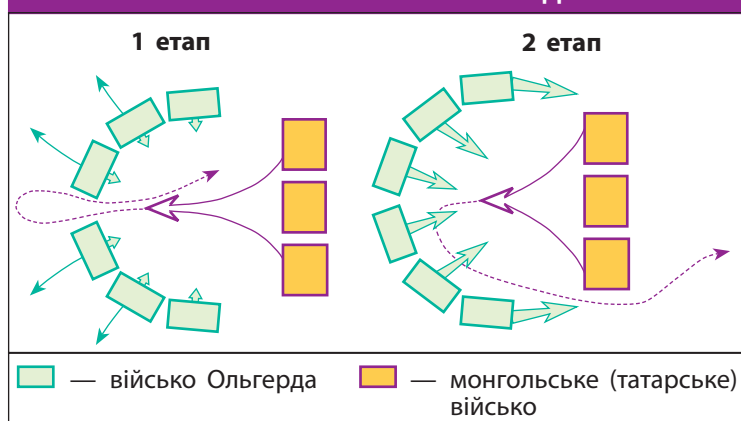 1 етап
2 етап
— військо Ольгерда
— монгольське (татарське)
військо